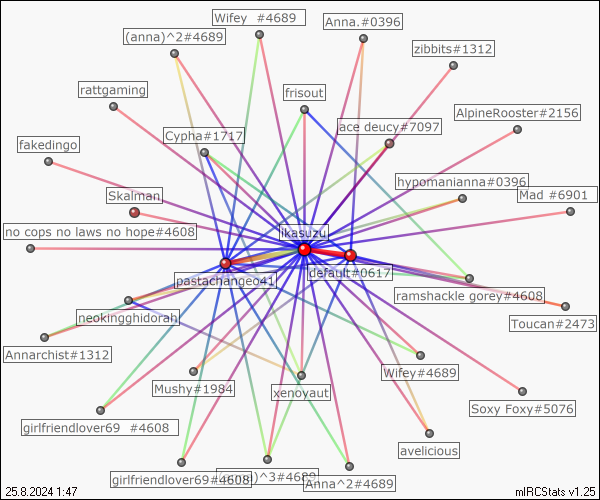 Wifey #4689
Anna.#0396
(anna)^2#4689
zibbits#1312
rattgaming
frisout
AlpineRooster#2156
ace deucy#7097
Cypha#1717
fakedingo
hypomanianna#0396
Mad #6901
Skalman
no cops no laws no hope#4608
likasuzu
default#0617
pastachangeo41
ramshackle gorey#4608
neokingghidorah
Toucan#2473
Annarchist#1312
Wifey#4689
Mushy#1984
xenoyaut
Soxy Foxy#5076
girlfriendlover69 #4608
avelicious
girlfriendlover69#4608
)^3#4689
Anna^2#4689
25.8.2024 1:47
mIRCStats v1.25